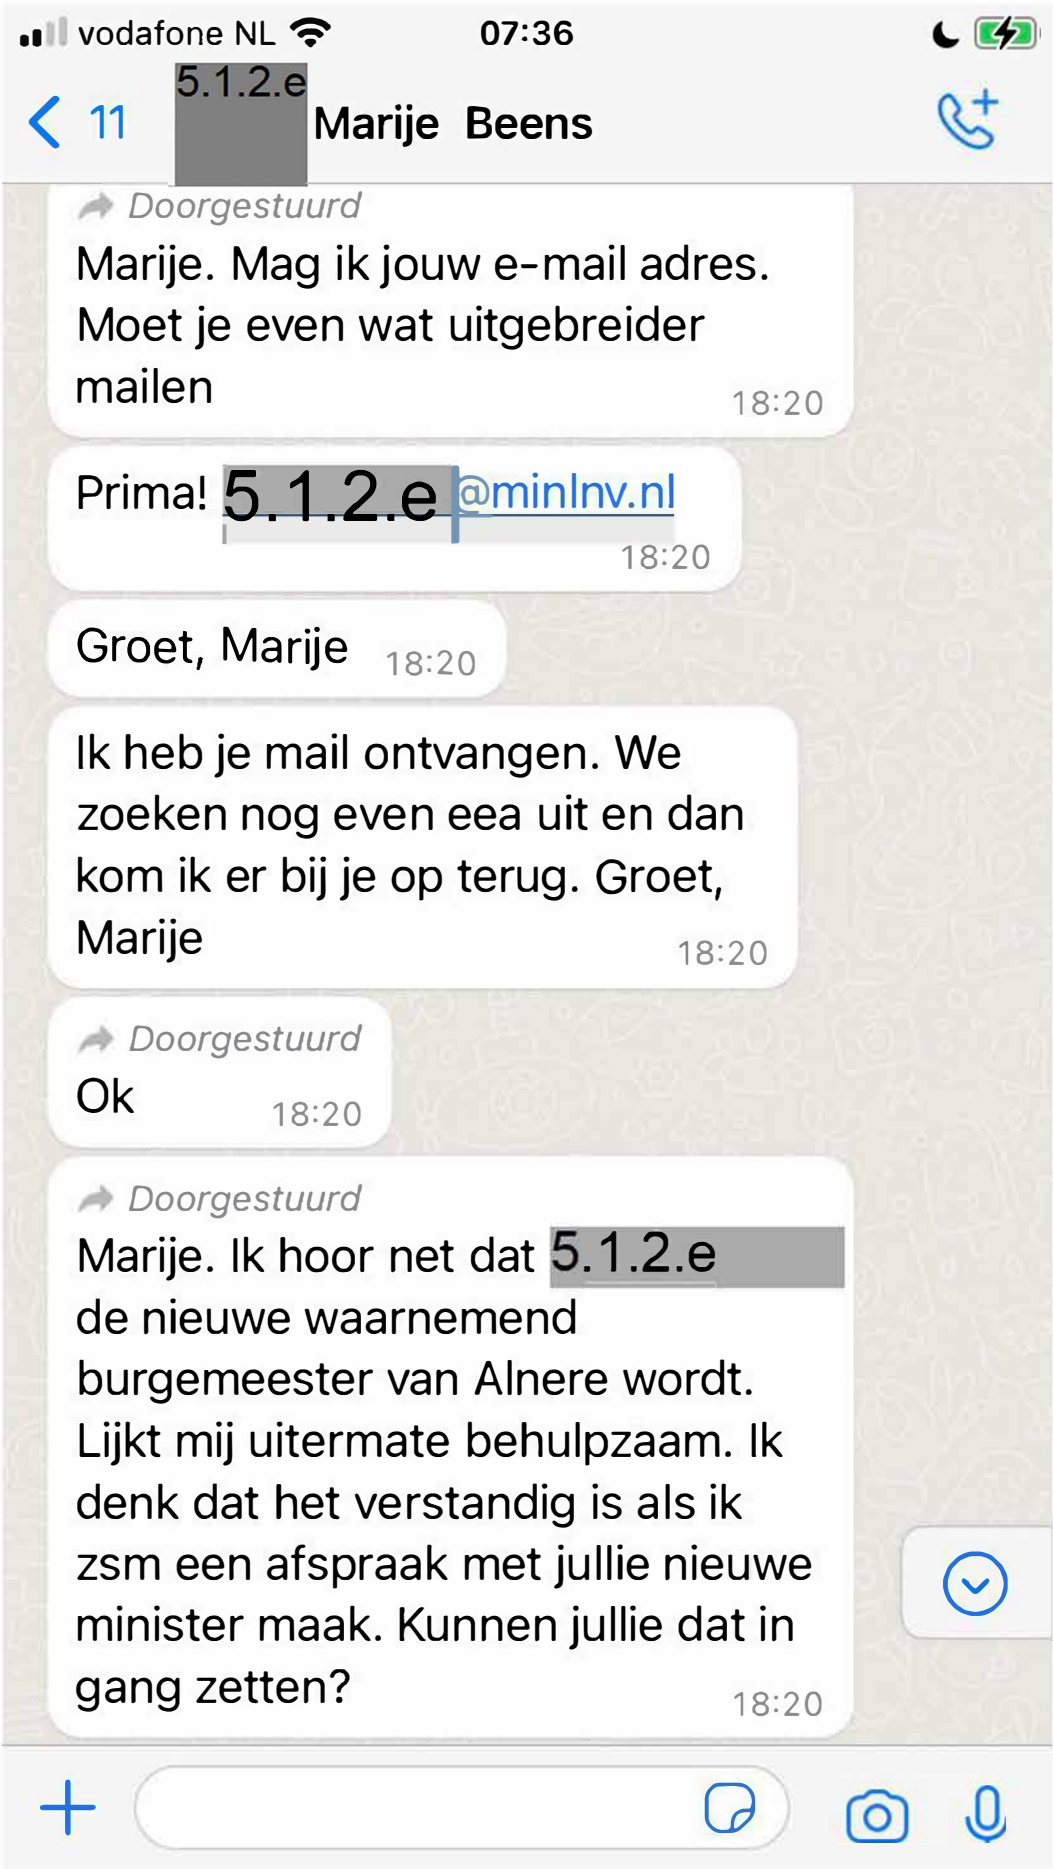 vodafone NL 07:36
5.1.2.e
11 Marije Beens
Doorgestuurd
Marije. Mag ik jouw e-mail adres.
Moet je even wat uitgebreider
mailen
18:20
Prima! 5.1.2.e @minlnv.nl
18:20
Groet, Marije 18:20
Ik heb je mail ontvangen. We
zoeken nog even eea uit en dan
kom ik er bij je op terug. Groet,
Marije
18:20
Doorgestuurd
Ok 18:20
Doorgestuurd
Marije. Ik hoor net dat 5.1.2.e
de nieuwe waarnemend
burgemeester van Alnere wordt.
Lijkt mij uitermate behulpzaam. Ik
denk dat het verstandig is als ik
zsm een afspraak met jullie nieuwe
minister maak. Kunnen jullie dat in
gang zetten?
18:20